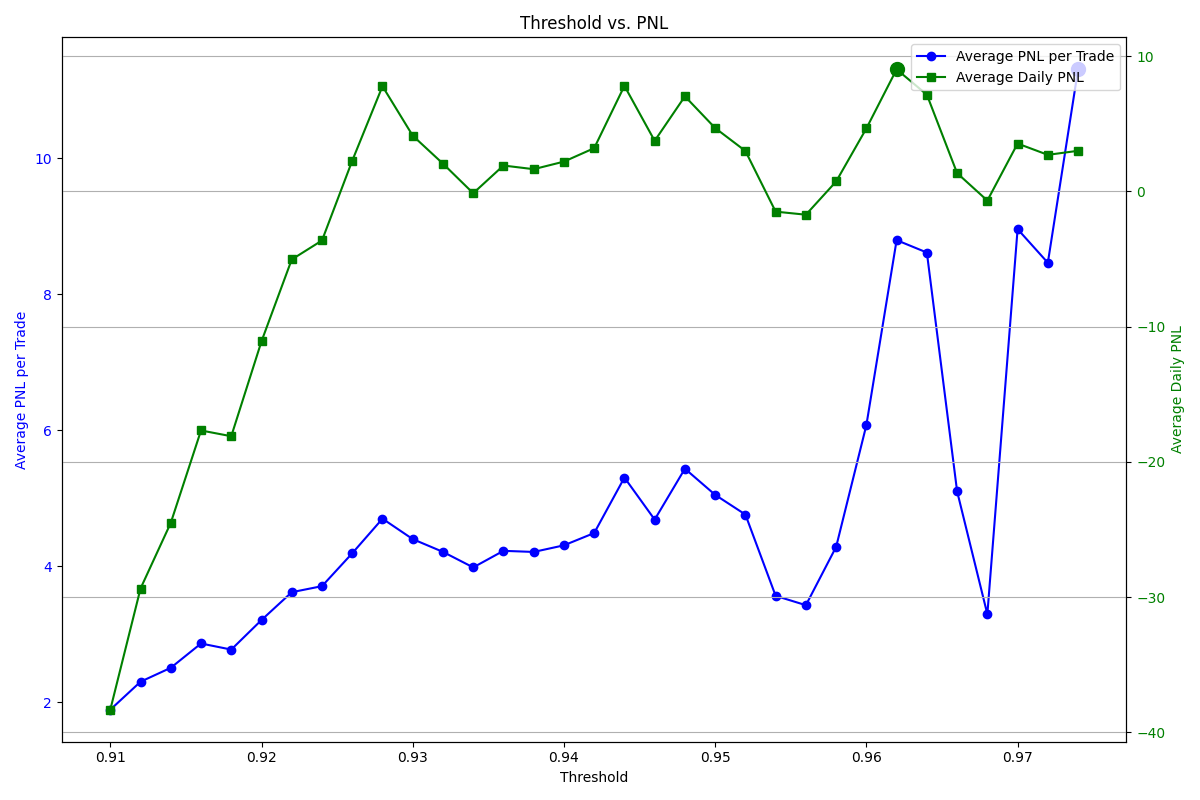 Threshold vs. PNL
Average PNL per Trade
Average Daily PNL
10
8
6
4
2
Average PNL per Trade
10
0
−10
−20
−30
−40
Average Daily PNL
0.91 0.92 0.93 0.94 0.95 0.96 0.97
Threshold